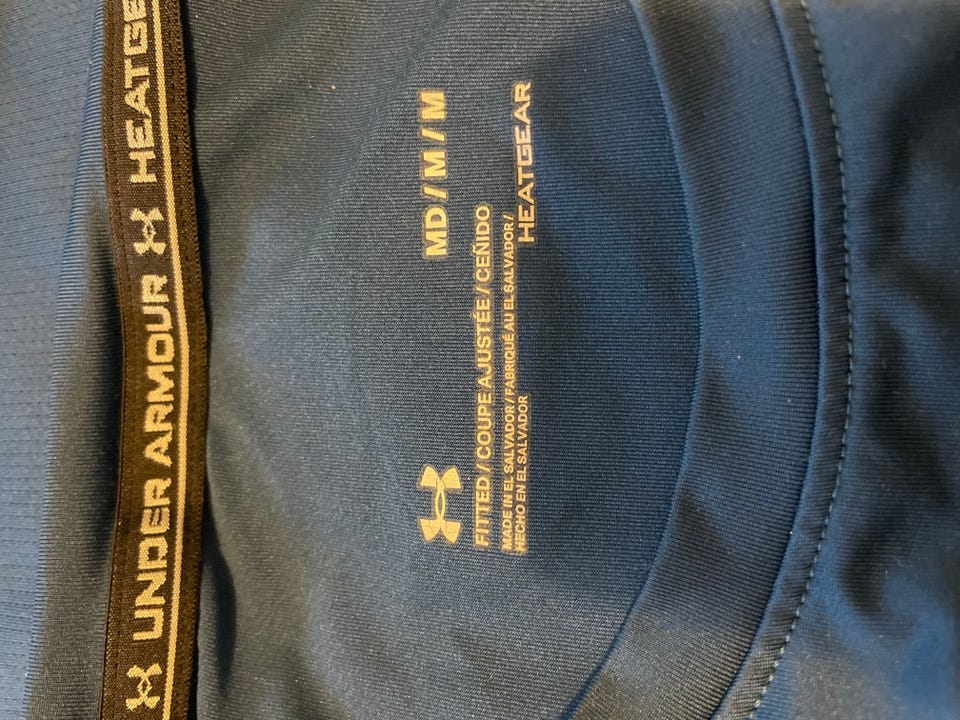 UNDER ARMOUR HEATGE
MD / M / M
FITTED / COUPE AJUSTÉE / CEÑIDO
MADE IN EL SALVADOR / FABRIQUÉ AU EL SALVADOR /
HECHO EN EL SALVADOR
HEATGEAR